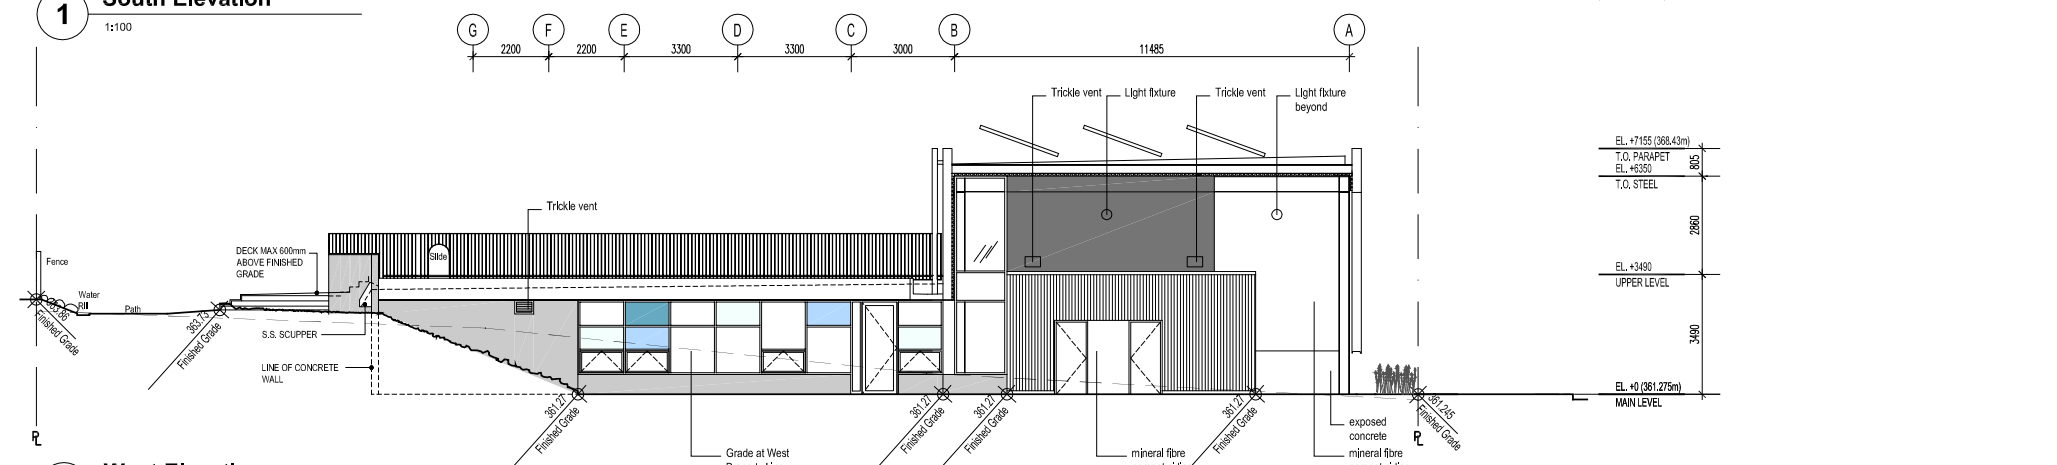 1
South Elevation
1:100
G
F
E
D
C
B
A
2200
2200
3300
3300
3000
11485
Trickle vent
Light fixture
Trickle vent
Light fixture
beyond
EL. +7155 (368.43m)
T.O. PARAPET
805
EL. +6350
T.O. STEEL
2860
EL. +3490
UPPER LEVEL
3490
EL. +0 (361.275m)
MAIN LEVEL
Trickle vent
Slide
DECK MAX 600mm
ABOVE FINISHED
GRADE
Fence
Water
Rill
Path
Finished Grade
363.73
Finished Grade
S.S. SCUPPER
LINE OF CONCRETE
WALL
361.27
Finished Grade
361.27
Finished Grade
361.27
Finished Grade
361.27
Finished Grade
361.245
Finished Grade
PL
PL
exposed
concrete
Grade at West
mineral fibre
mineral fibre
West Elevation